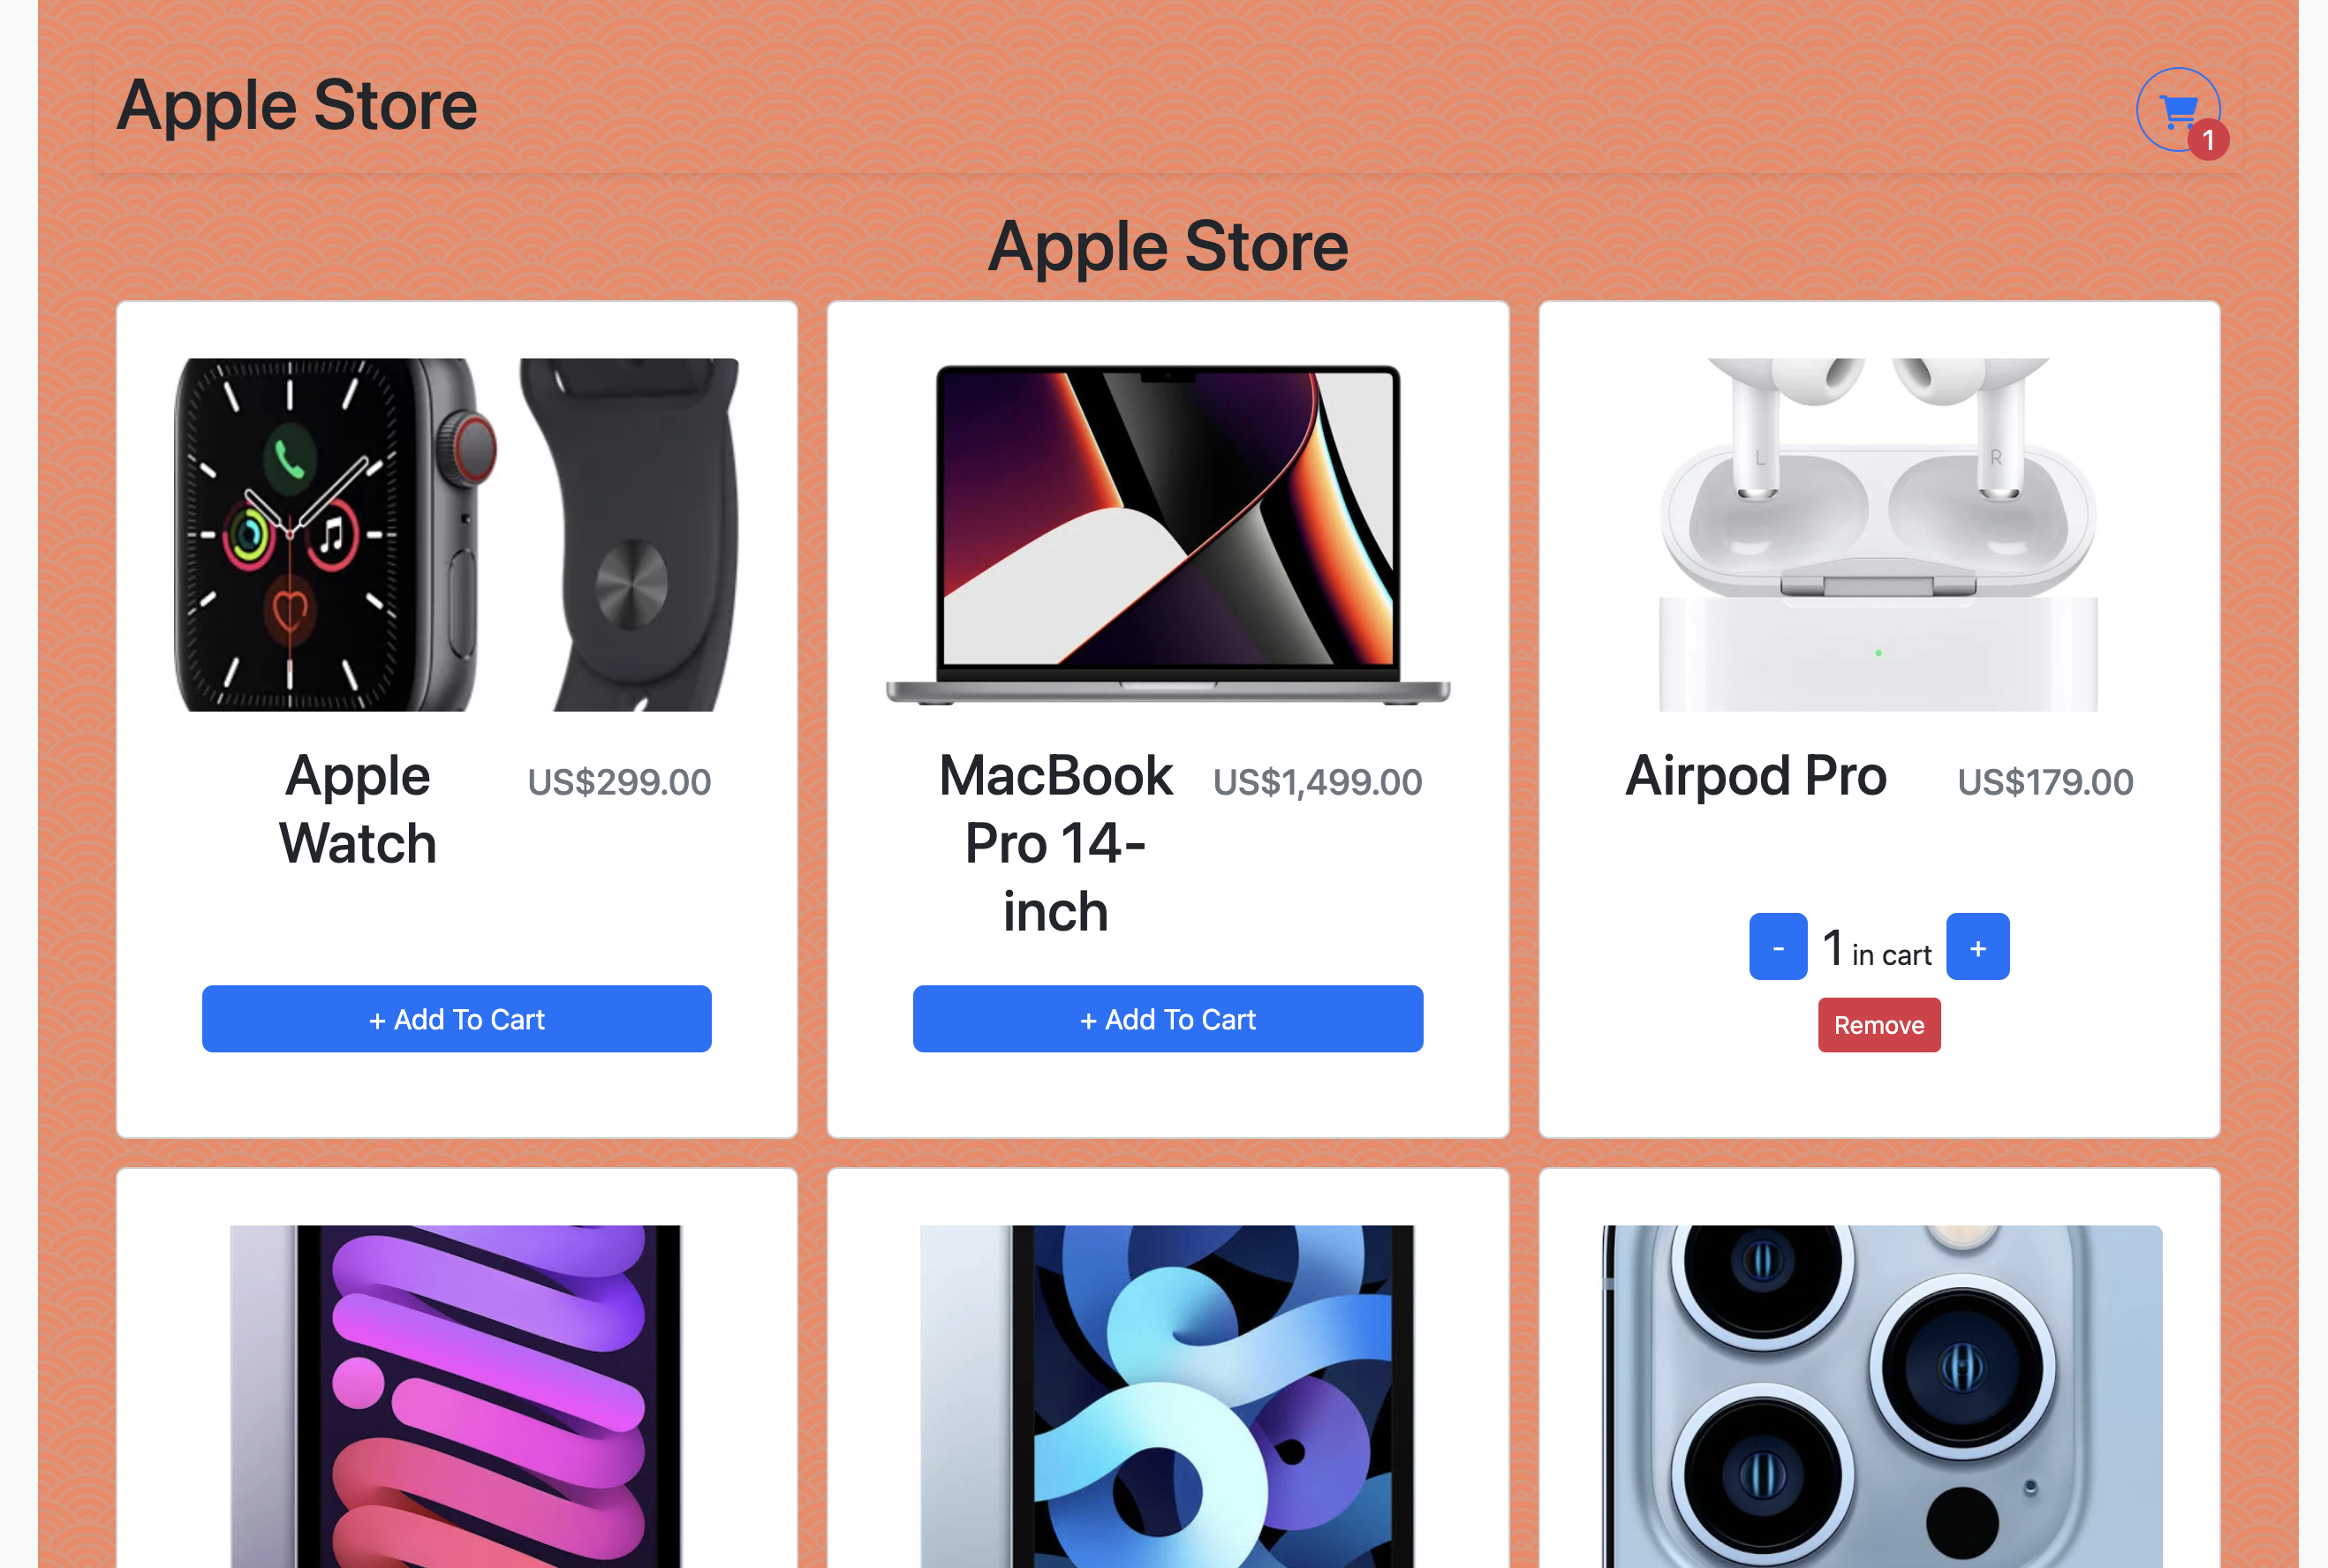 Apple Store
1
Apple Store
L R
Apple
Watch
US$299.00
MacBook
Pro 14-
inch
US$1,499.00
Airpod Pro
US$179.00
- 1 in cart +
+ Add To Cart
+ Add To Cart
Remove